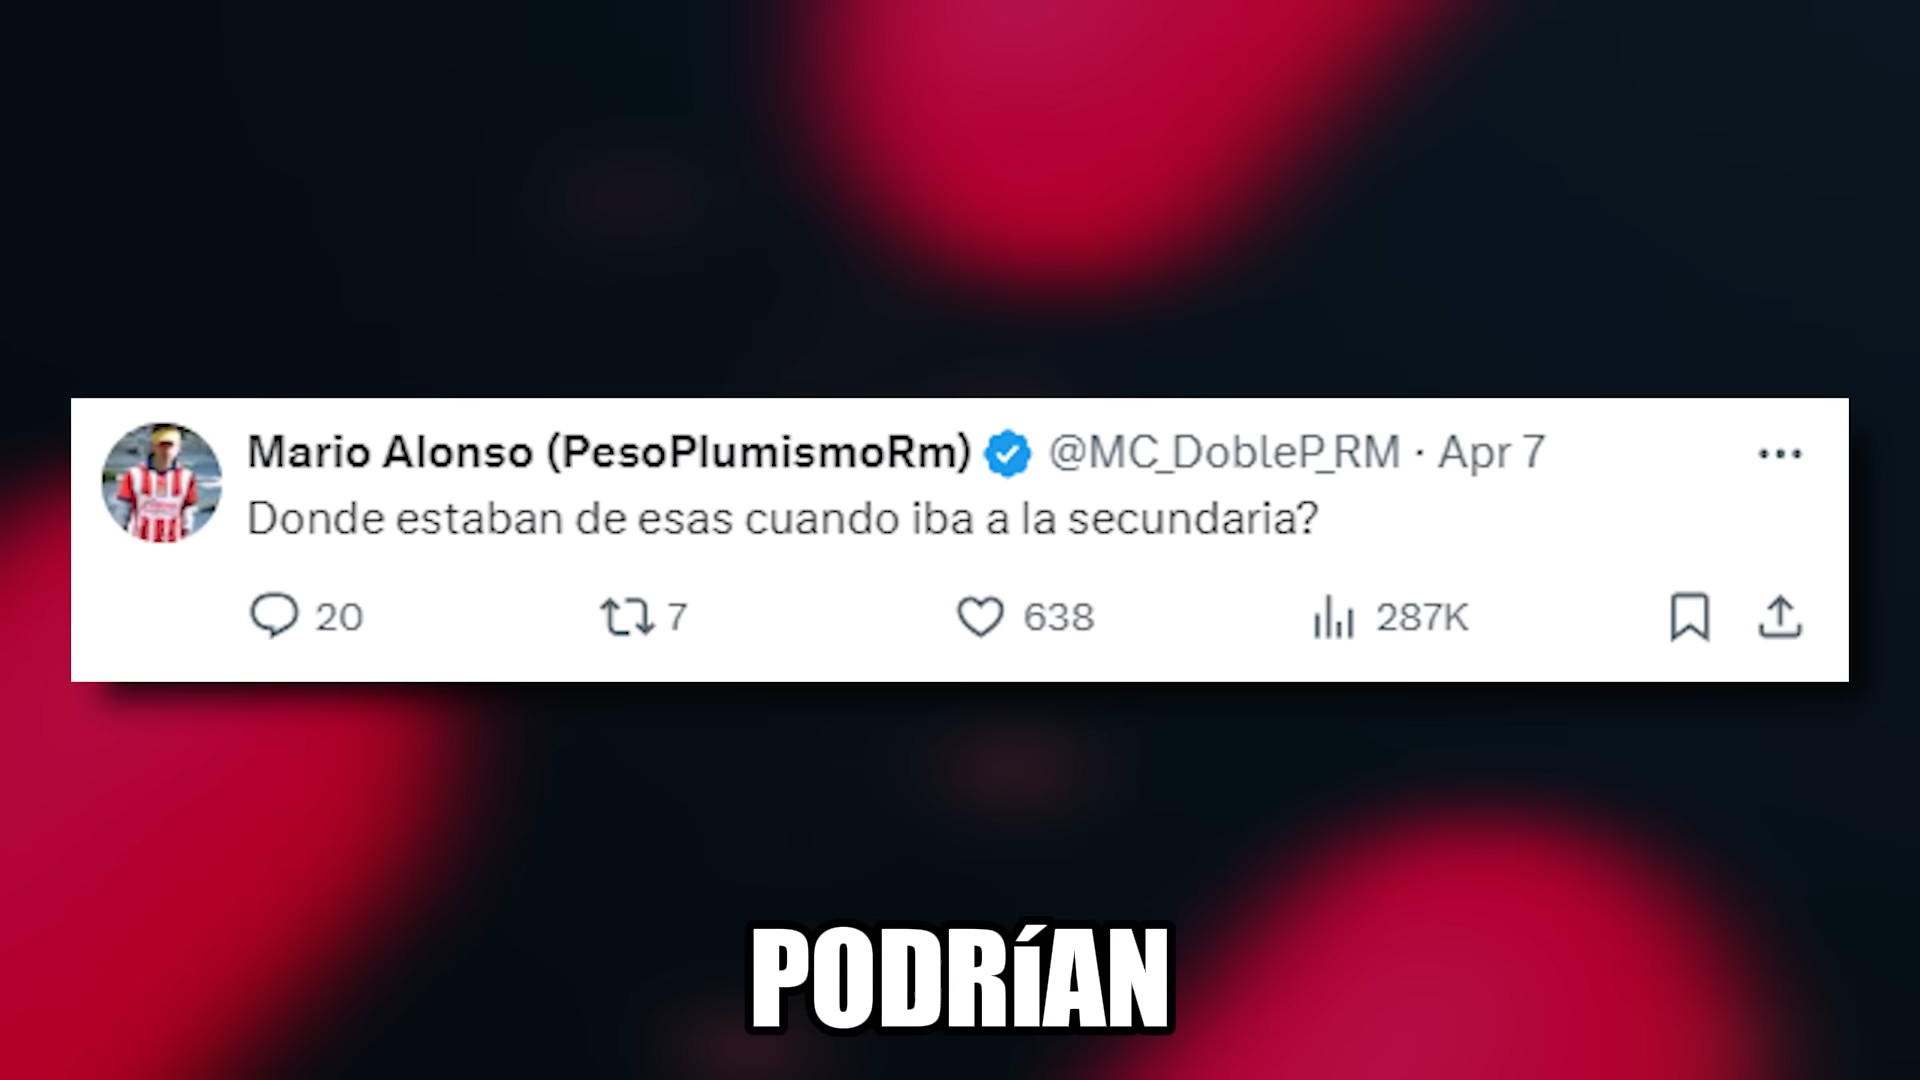 Mario Alonso (PesoPlumismoRm) @MC_DobleP_RM · Apr 7
Donde estaban de esas cuando iba a la secundaria?
20 7 638 287K
PODRíAN